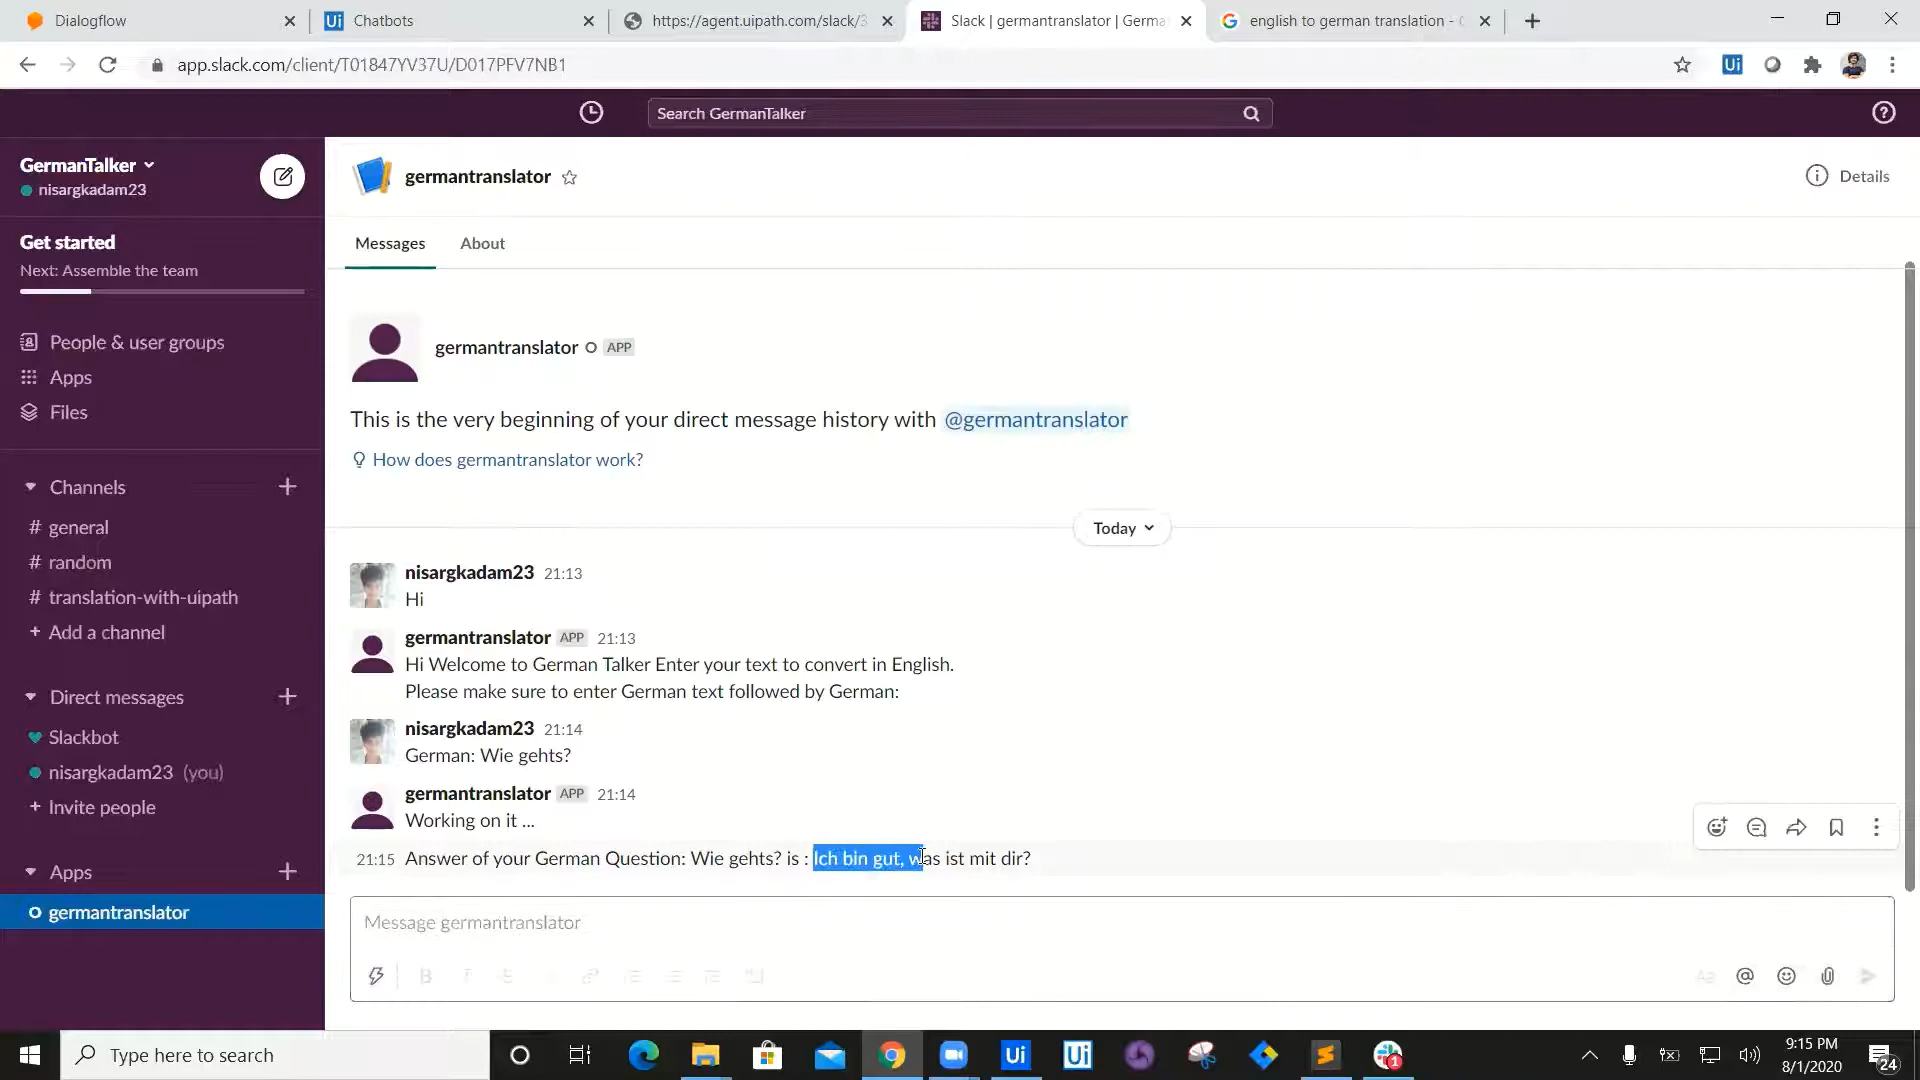 Dialogflow
Ui Chatbots
https://agent.uipath.com/slack/3
Slack | germantranslator | Germa
english to german translation -
app.slack.com/client/T01847YV37U/D017PFV7NB1
Ui
Search GermanTalker
GermanTalker
nisargkadam23
Get started
Next: Assemble the team
People & user groups
Apps
Files
Channels
# general
# random
# translation-with-uipath
+ Add a channel
Direct messages
Slackbot
nisargkadam23 (you)
+ Invite people
Apps
germantranslator
germantranslator
Details
Messages
About
germantranslator APP
This is the very beginning of your direct message history with @germantranslator
How does germantranslator work?
Today
nisargkadam23 21:13
Hi
germantranslator APP 21:13
Hi Welcome to German Talker Enter your text to convert in English.
Please make sure to enter German text followed by German:
nisargkadam23 21:14
German: Wie gehts?
germantranslator APP 21:14
Working on it ...
21:15 Answer of your German Question: Wie gehts? is : Ich bin gut, was ist mit dir?
Message germantranslator
B
Aa @
Type here to search
Ui
Ui
1
9:15 PM
8/1/2020
24